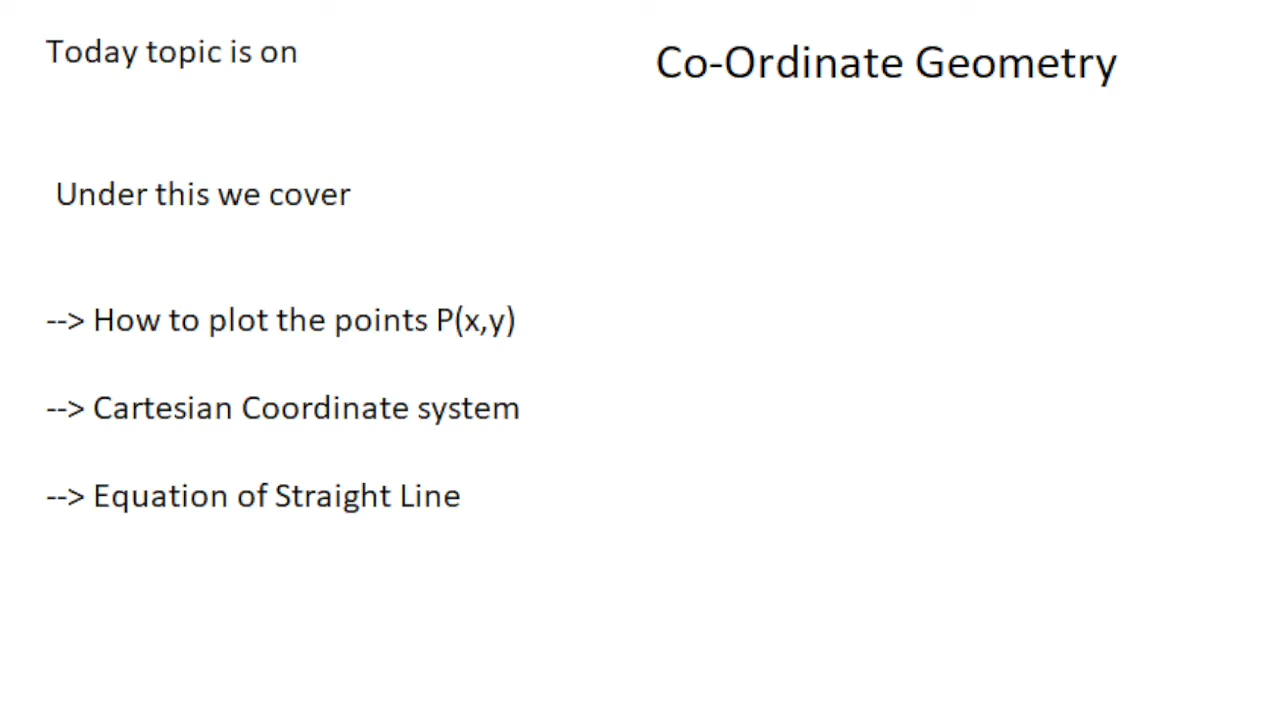 Today topic is on
Co-Ordinate Geometry
Under this we cover
--> How to plot the points P(x,y)
--> Cartesian Coordinate system
--> Equation of Straight Line